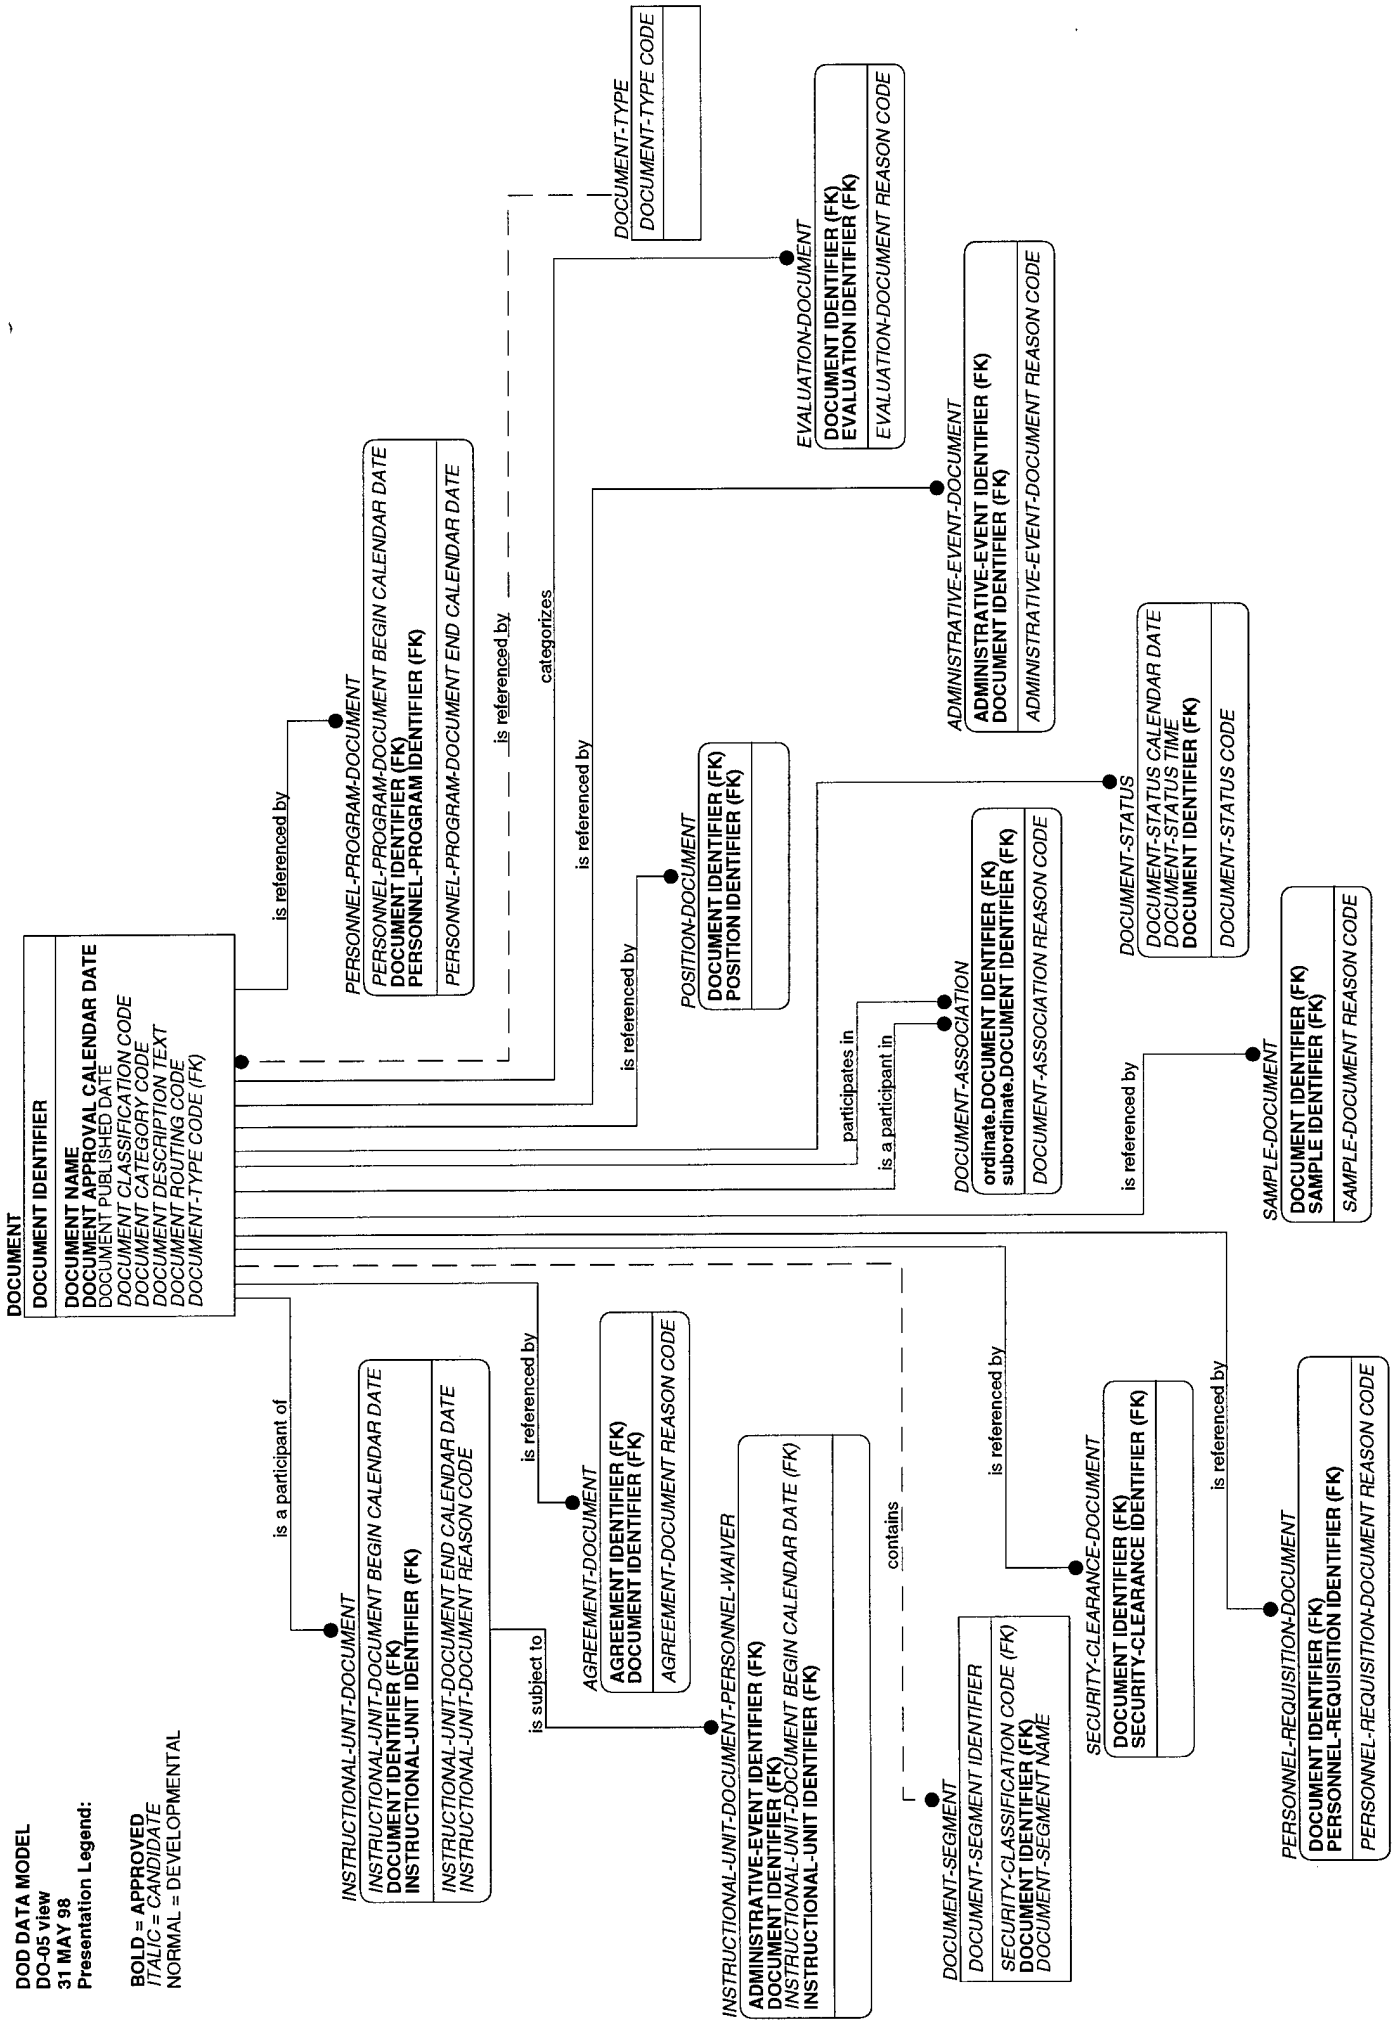 DOD DATA MODEL
DO-05 view
31 MAY 98
Presentation Legend:
BOLD = APPROVED
ITALIC = CANDIDATE
NORMAL = DEVELOPMENTAL
DOCUMENT
DOCUMENT IDENTIFIER
DOCUMENT NAME
DOCUMENT APPROVAL CALENDAR DATE
DOCUMENT PUBLISHED DATE
DOCUMENT CLASSIFICATION CODE
DOCUMENT CATEGORY CODE
DOCUMENT DESCRIPTION TEXT
DOCUMENT ROUTING CODE
DOCUMENT-TYPE CODE (FK)
is a participant of
INSTRUCTIONAL-UNIT-DOCUMENT
INSTRUCTIONAL-UNIT-DOCUMENT BEGIN CALENDAR DATE
DOCUMENT IDENTIFIER (FK)
INSTRUCTIONAL-UNIT IDENTIFIER (FK)
INSTRUCTIONAL-UNIT-DOCUMENT END CALENDAR DATE
INSTRUCTIONAL-UNIT-DOCUMENT REASON CODE
is referenced by
PERSONNEL-PROGRAM-DOCUMENT
PERSONNEL-PROGRAM-DOCUMENT BEGIN CALENDAR DATE
DOCUMENT IDENTIFIER (FK)
PERSONNEL-PROGRAM IDENTIFIER (FK)
PERSONNEL-PROGRAM-DOCUMENT END CALENDAR DATE
is referenced by
categorizes
is referenced by
DOCUMENT-TYPE
DOCUMENT-TYPE CODE
is subject to
is referenced by
AGREEMENT-DOCUMENT
AGREEMENT IDENTIFIER (FK)
DOCUMENT IDENTIFIER (FK)
AGREEMENT-DOCUMENT REASON CODE
is referenced by
POSITION-DOCUMENT
DOCUMENT IDENTIFIER (FK)
POSITION IDENTIFIER (FK)
EVALUATION-DOCUMENT
DOCUMENT IDENTIFIER (FK)
EVALUATION IDENTIFIER (FK)
EVALUATION-DOCUMENT REASON CODE
INSTRUCTIONAL-UNIT-DOCUMENT-PERSONNEL-WAIVER
ADMINISTRATIVE-EVENT IDENTIFIER (FK)
DOCUMENT IDENTIFIER (FK)
INSTRUCTIONAL-UNIT-DOCUMENT BEGIN CALENDAR DATE (FK)
INSTRUCTIONAL-UNIT IDENTIFIER (FK)
contains
participates in
is a participant in
DOCUMENT-SEGMENT
DOCUMENT-SEGMENT IDENTIFIER
SECURITY-CLASSIFICATION CODE (FK)
DOCUMENT IDENTIFIER (FK)
DOCUMENT-SEGMENT NAME
DOCUMENT-ASSOCIATION
ordinate.DOCUMENT IDENTIFIER (FK)
subordinate.DOCUMENT IDENTIFIER (FK)
DOCUMENT-ASSOCIATION REASON CODE
ADMINISTRATIVE-EVENT-DOCUMENT
ADMINISTRATIVE-EVENT IDENTIFIER (FK)
DOCUMENT IDENTIFIER (FK)
ADMINISTRATIVE-EVENT-DOCUMENT REASON CODE
is referenced by
SECURITY-CLEARANCE-DOCUMENT
DOCUMENT IDENTIFIER (FK)
SECURITY-CLEARANCE IDENTIFIER (FK)
is referenced by
DOCUMENT-STATUS
DOCUMENT-STATUS CALENDAR DATE
DOCUMENT-STATUS TIME
DOCUMENT IDENTIFIER (FK)
DOCUMENT-STATUS CODE
is referenced by
PERSONNEL-REQUISITION-DOCUMENT
DOCUMENT IDENTIFIER (FK)
PERSONNEL-REQUISITION IDENTIFIER (FK)
PERSONNEL-REQUISITION-DOCUMENT REASON CODE
SAMPLE-DOCUMENT
DOCUMENT IDENTIFIER (FK)
SAMPLE IDENTIFIER (FK)
SAMPLE-DOCUMENT REASON CODE